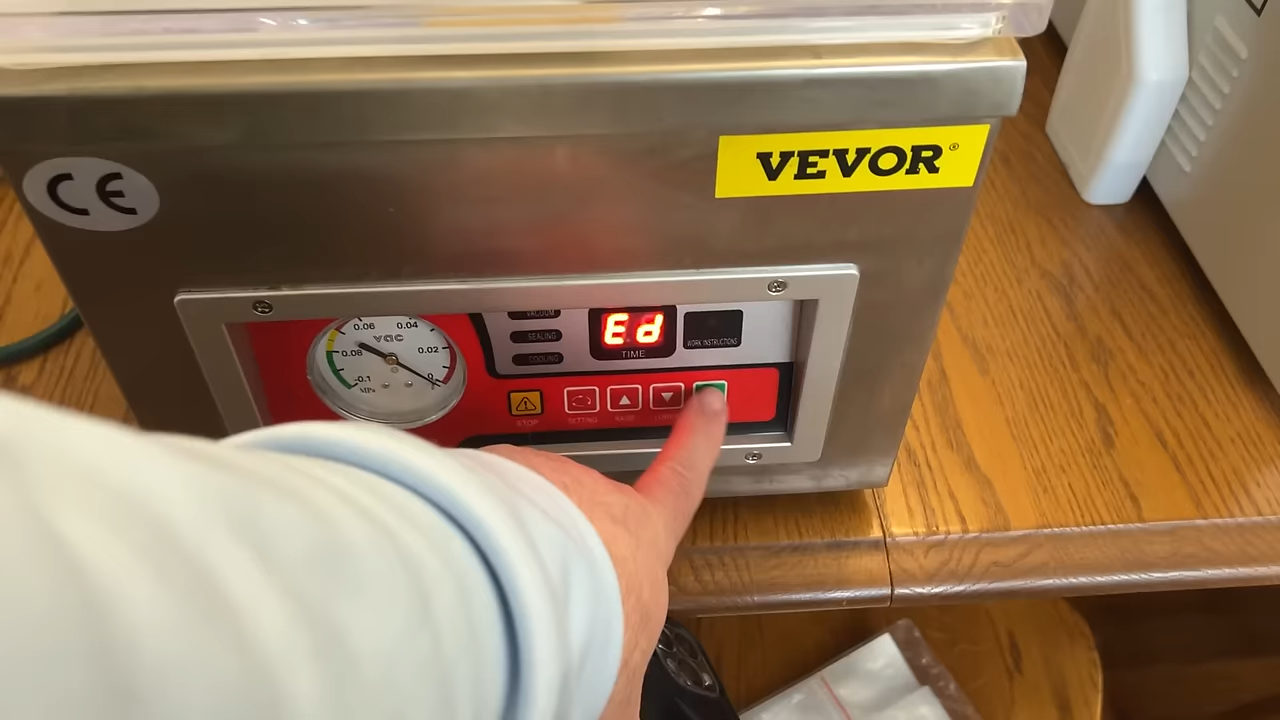 VEVOR®
CE
0.06 0.04
vac
0.08 0.02
-0.1 0
MPa
VACUUM
SEALING
COOLING
Ed
TIME
WORK INSTRUCTIONS
STOP
SETTING